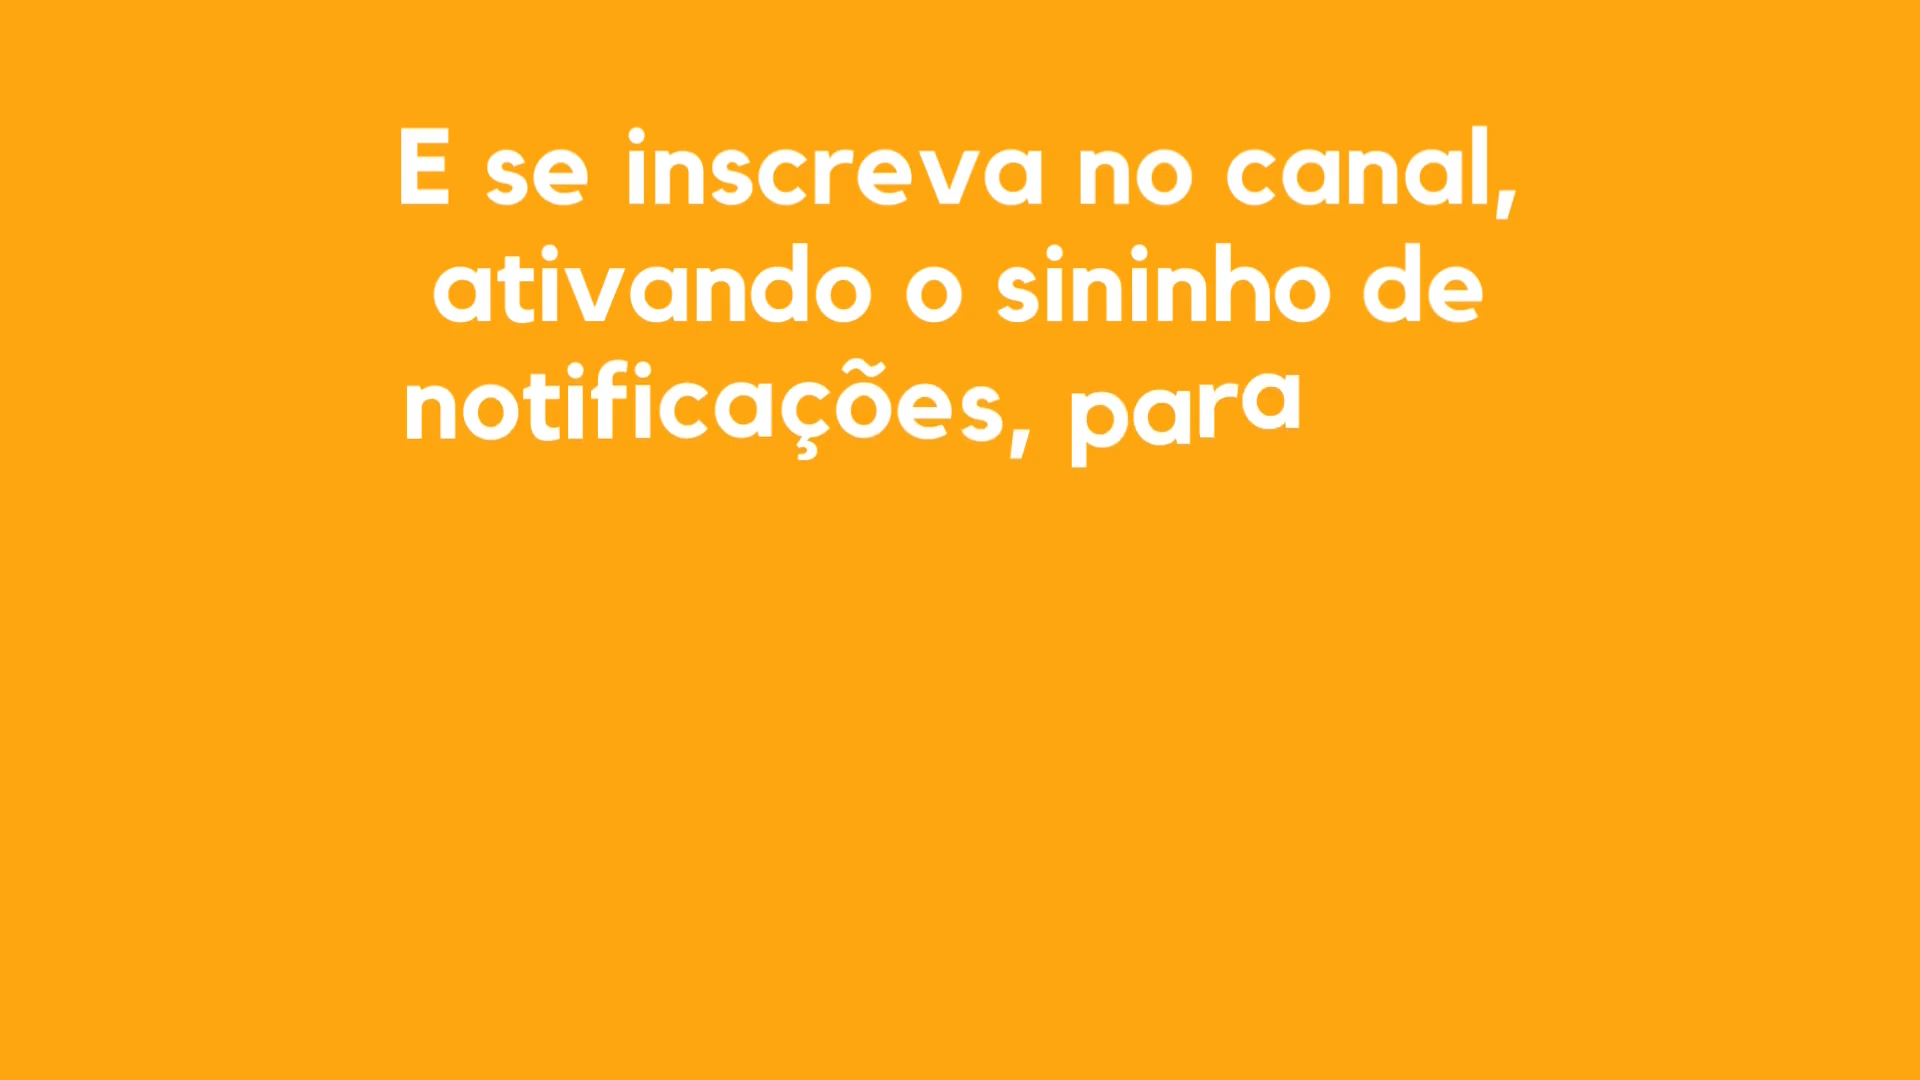 E se inscreva no canal,
ativando o sininho de
notificações, para